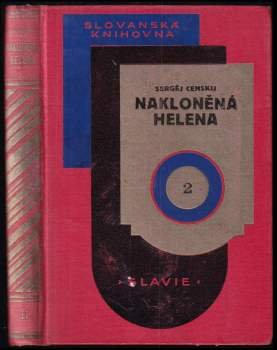 SLOVANSKÁ
KNIHOVNA
SERGĚJ CENSKIJ
NAKLONĚNÁ
HELENA
2
SLAVIE